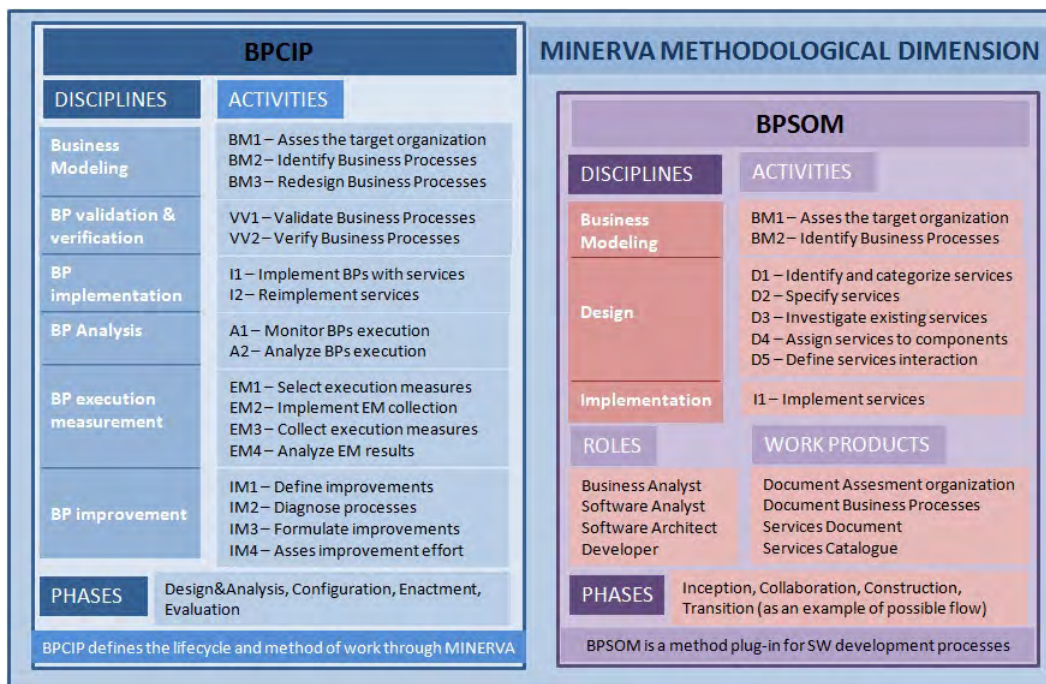 BPCIP
DISCIPLINES
ACTIVITIES
Business
Modeling
BM1 – Asses the target organization
BM2 – Identify Business Processes
BM3 – Redesign Business Processes
BP validation &
verification
VV1 – Validate Business Processes
VV2 – Verify Business Processes
BP
implementation
I1 – Implement BPs with services
I2 – Reimplement services
BP Analysis
A1 – Monitor BPs execution
A2 – Analyze BPs execution
BP execution
measurement
EM1 – Select execution measures
EM2 – Implement EM collection
EM3 – Collect execution measures
EM4 – Analyze EM results
BP improvement
IM1 – Define improvements
IM2 – Diagnose processes
IM3 – Formulate improvements
IM4 – Asses improvement effort
PHASES
Design&Analysis, Configuration, Enactment,
Evaluation
BPCIP defines the lifecycle and method of work through MINERVA
MINERVA METHODOLOGICAL DIMENSION
BPSOM
DISCIPLINES
ACTIVITIES
Business
Modeling
BM1 – Asses the target organization
BM2 – Identify Business Processes
Design
D1 – Identify and categorize services
D2 – Specify services
D3 – Investigate existing services
D4 – Assign services to components
D5 – Define services interaction
Implementation
I1 – Implement services
ROLES
Business Analyst
Software Analyst
Software Architect
Developer
WORK PRODUCTS
Document Assesment organization
Document Business Processes
Services Document
Services Catalogue
PHASES
Inception, Collaboration, Construction,
Transition (as an example of possible flow)
BPSOM is a method plug-in for SW development processes